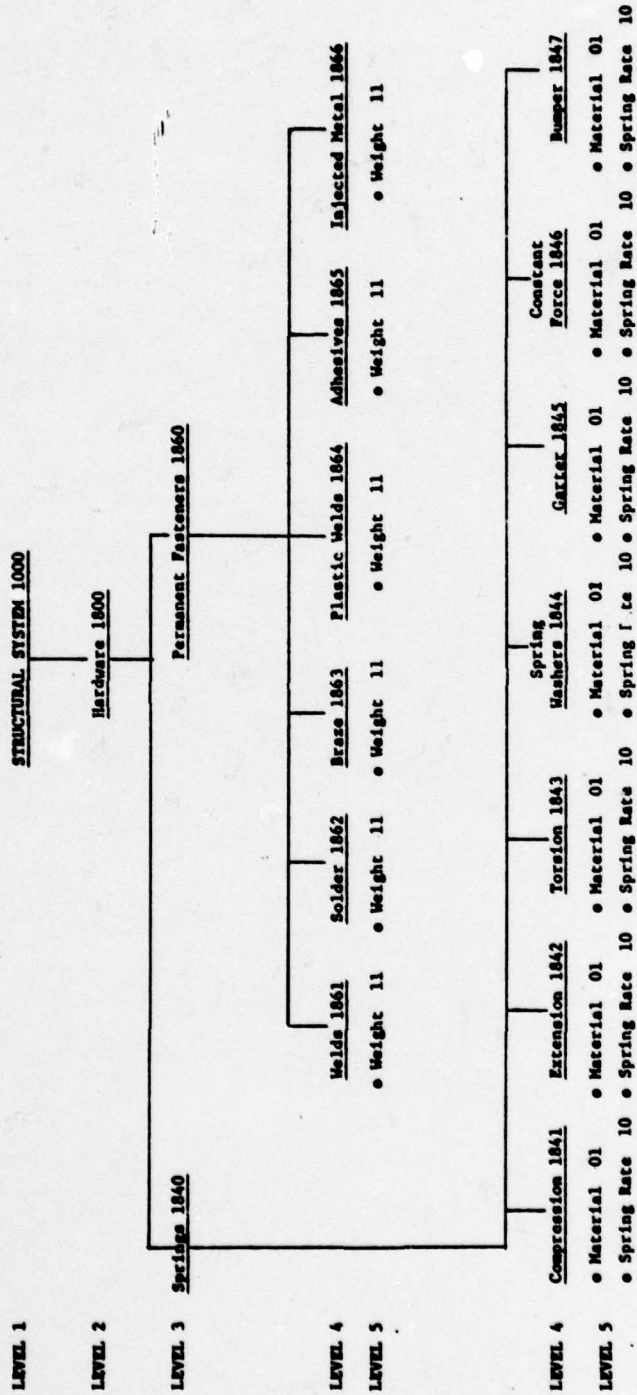 LEVEL 1 STRUCTURAL SYSTEM 1000
LEVEL 2 Hardware 1800
LEVEL 3 Springs 1840 Permanent Fasteners 1860
LEVEL 4 Welds 1861 Solder 1862 Braze 1863 Plastic Welds 1864 Adhesives 1865 Injected Metal 1866
LEVEL 5 • Weight 11 • Weight 11 • Weight 11 • Weight 11 • Weight 11 • Weight 11
Spring Constant
LEVEL 4 Compression 1841 Extension 1842 Torsion 1843 Washers 1844 Garter 1845 Force 1846 Bumper 1847
LEVEL 5 • Material 01 • Material 01 • Material 01 • Material 01 • Material 01 • Material 01 • Material 01
• Spring Rate 10 • Spring Rate 10 • Spring Rate 10 • Spring 10 • Spring Rate 10 • Spring Rate 10 • Spring Rate 10